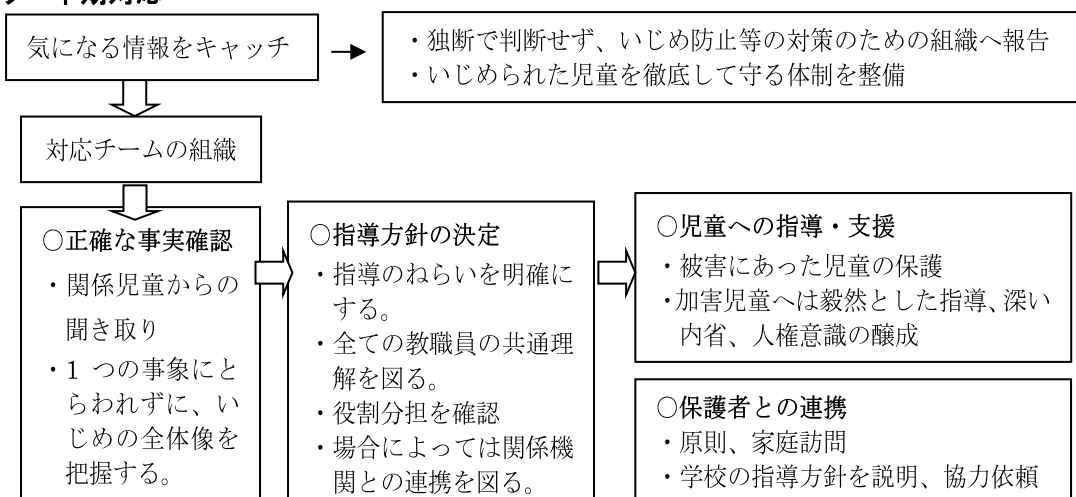 気になる情報をキャッチ
・独断で判断せず、いじめ防止等の対策のための組織へ報告
・いじめられた児童を徹底して守る体制を整備
対応チームの組織
○正確な事実確認
・関係児童からの
聞き取り
・1 つの事象にと
らわれずに、い
じめの全体像を
把握する。
○指導方針の決定
・指導のねらいを明確に
する。
・全ての教職員の共通理
解を図る。
・役割分担を確認
・場合によっては関係機
関との連携を図る。
○児童への指導・支援
・被害にあった児童の保護
・加害児童へは毅然とした指導、深い
内省、人権意識の醸成
○保護者との連携
・原則、家庭訪問
・学校の指導方針を説明、協力依頼